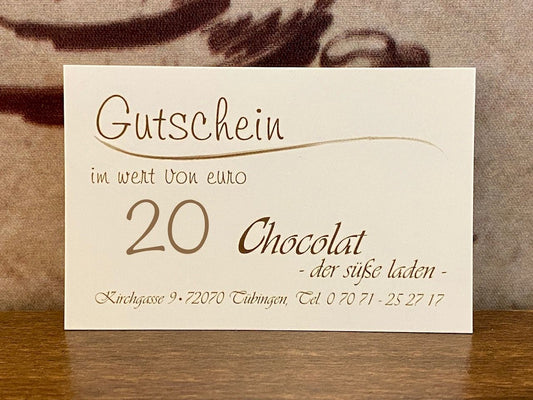 Gutschein
im wert von euro
20 Chocolat
- der süße laden -
Kirchgasse 9 • 72070 Tübingen, Tel. 0 70 71 - 25 27 17